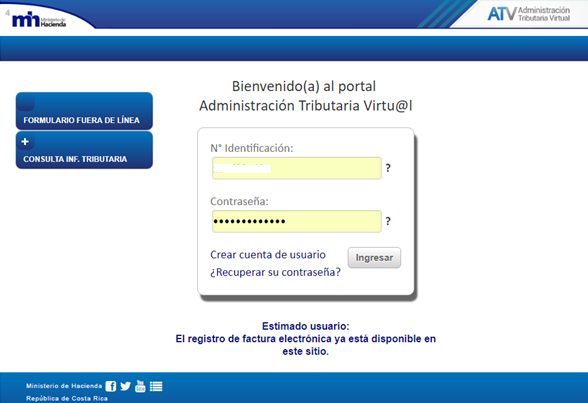 4
Ministerio de
Hacienda
ATV Administración
Tributaria Virtual
Bienvenido(a) al portal
Administración Tributaria Virtu@l
FORMULARIO FUERA DE LÍNEA
+
CONSULTA INF. TRIBUTARIA
N° Identificación:
?
Contraseña:
•••••••••••••
?
Crear cuenta de usuario
¿Recuperar su contraseña?
Ingresar
Estimado usuario:
El registro de factura electrónica ya está disponible en
este sitio.
Ministerio de Hacienda
República de Costa Rica